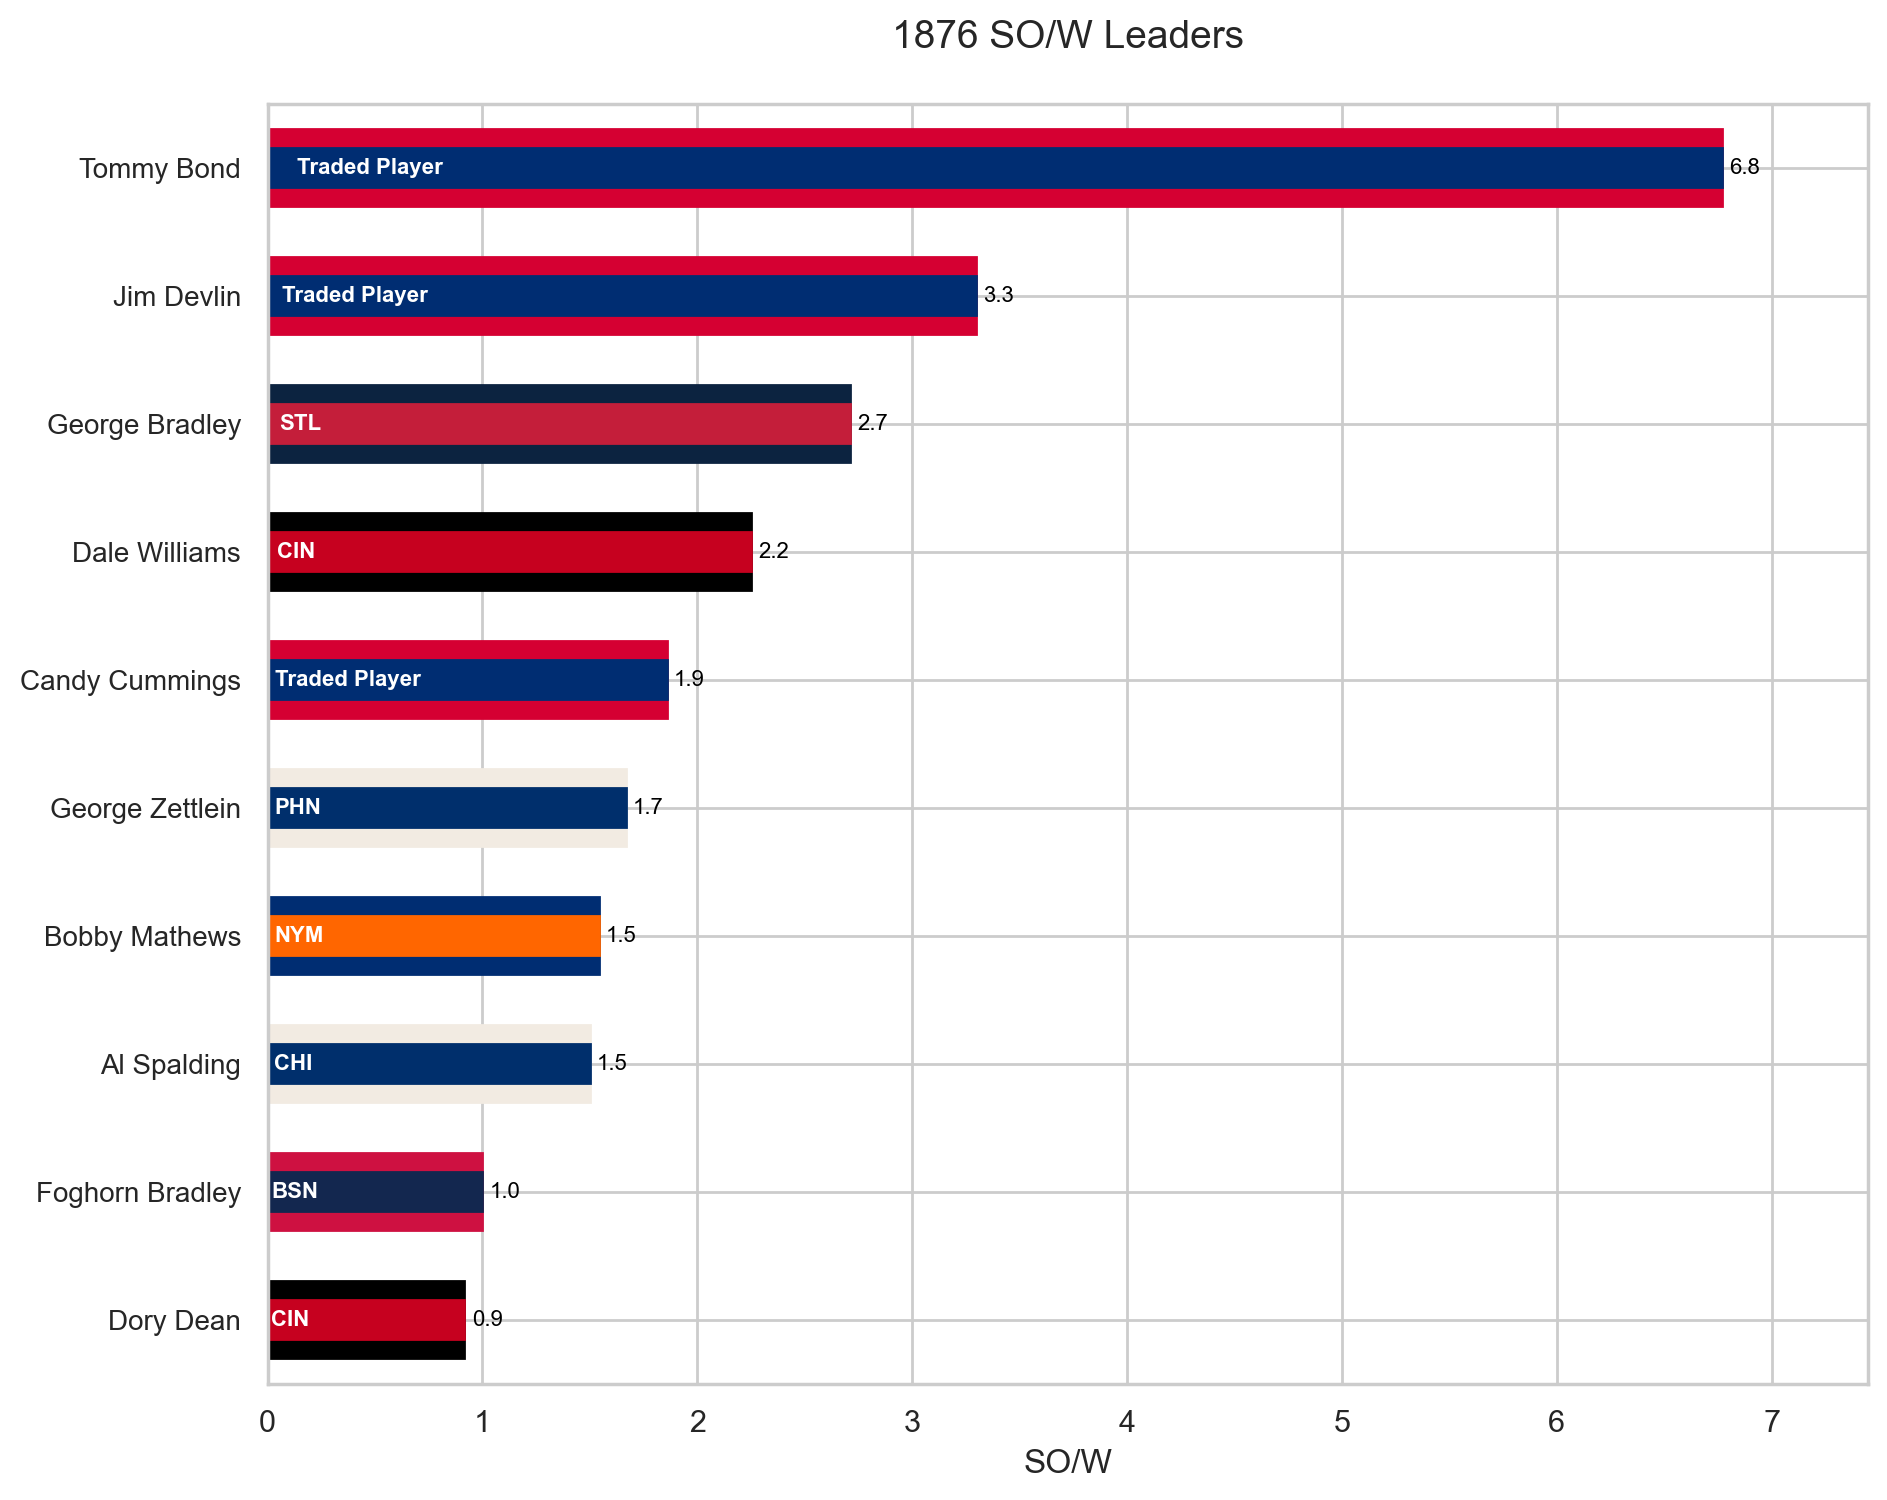 1876 SO/W Leaders
Tommy Bond Traded Player 6.8
Jim Devlin Traded Player 3.3
George Bradley STL 2.7
Dale Williams CIN 2.2
Candy Cummings Traded Player 1.9
George Zettlein PHN 1.7
Bobby Mathews NYM 1.5
Al Spalding CHI 1.5
Foghorn Bradley BSN 1.0
Dory Dean CIN 0.9
0 1 2 3 4 5 6 7
SO/W